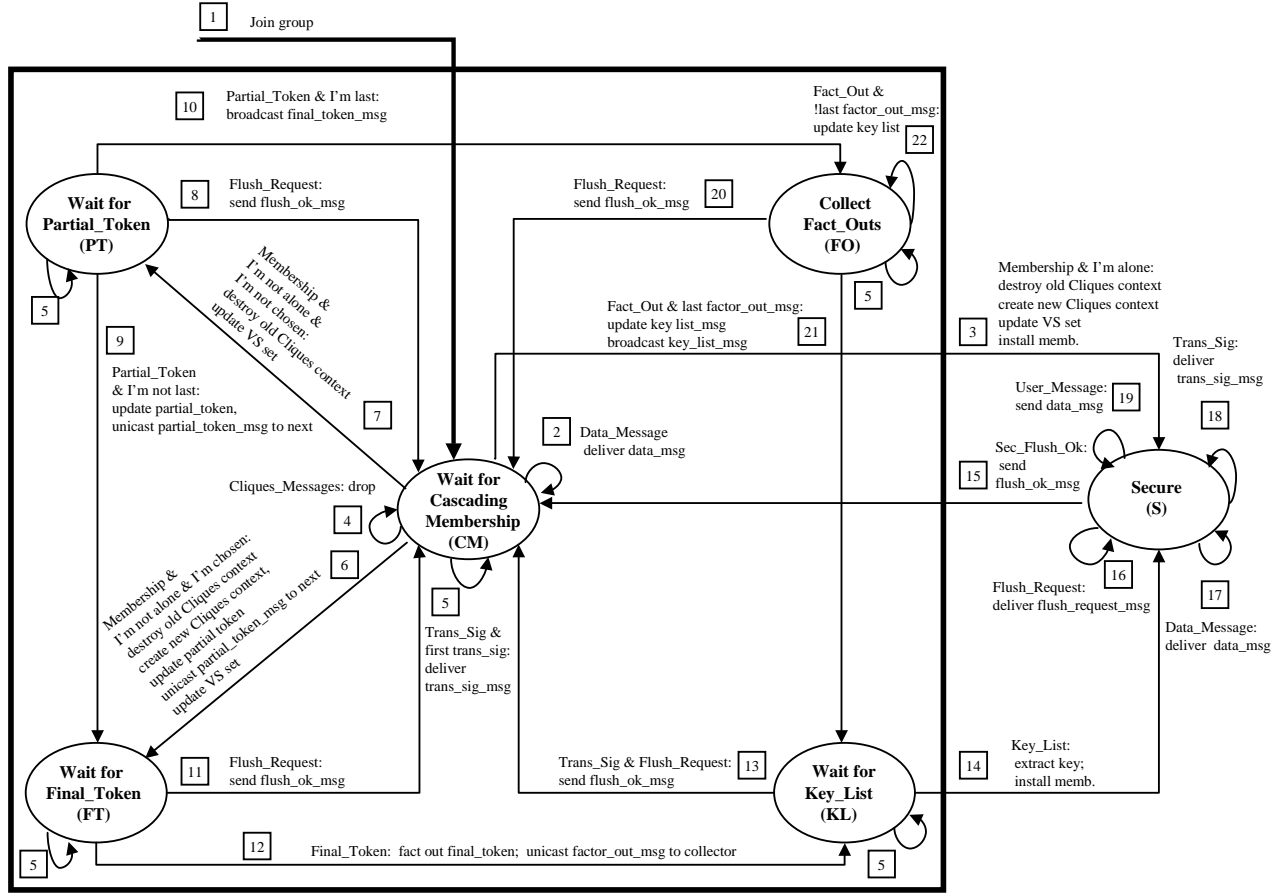 1
Join group
10
Partial_Token & I'm last:
broadcast final_token_msg
Fact_Out &
!last factor_out_msg:
update key list
22
Wait for
Partial_Token
(PT)
8
Flush_Request:
send flush_ok_msg
Flush_Request:
send flush_ok_msg
20
Collect
Fact_Outs
(FO)
5
5
Membership &
I'm not alone &
I'm not chosen:
destroy old Cliques context
update VS set
7
9
Partial_Token
& I'm not last:
update partial_token,
unicast partial_token_msg to next
Fact_Out & last factor_out_msg:
update key list_msg
broadcast key_list_msg
21
3
Membership & I'm alone:
destroy old Cliques context
create new Cliques context
update VS set
install memb.
Trans_Sig:
deliver
trans_sig_msg
18
User_Message:
send data_msg
19
2
Data_Message
deliver data_msg
Cliques_Messages: drop
4
Wait for
Cascading
Membership
(CM)
15
Sec_Flush_Ok:
send
flush_ok_msg
Secure
(S)
16
Flush_Request:
deliver flush_request_msg
17
Data_Message:
deliver data_msg
6
Membership &
I'm not alone & I'm chosen:
destroy old Cliques context
create new Cliques context,
update partial token
unicast partial_token_msg to next
update VS set
5
Trans_Sig &
first trans_sig:
deliver
trans_sig_msg
Wait for
Final_Token
(FT)
11
Flush_Request:
send flush_ok_msg
Trans_Sig & Flush_Request:
send flush_ok_msg
13
Wait for
Key_List
(KL)
14
Key_List:
extract key;
install memb.
5
12
Final_Token: fact out final_token; unicast factor_out_msg to collector
5